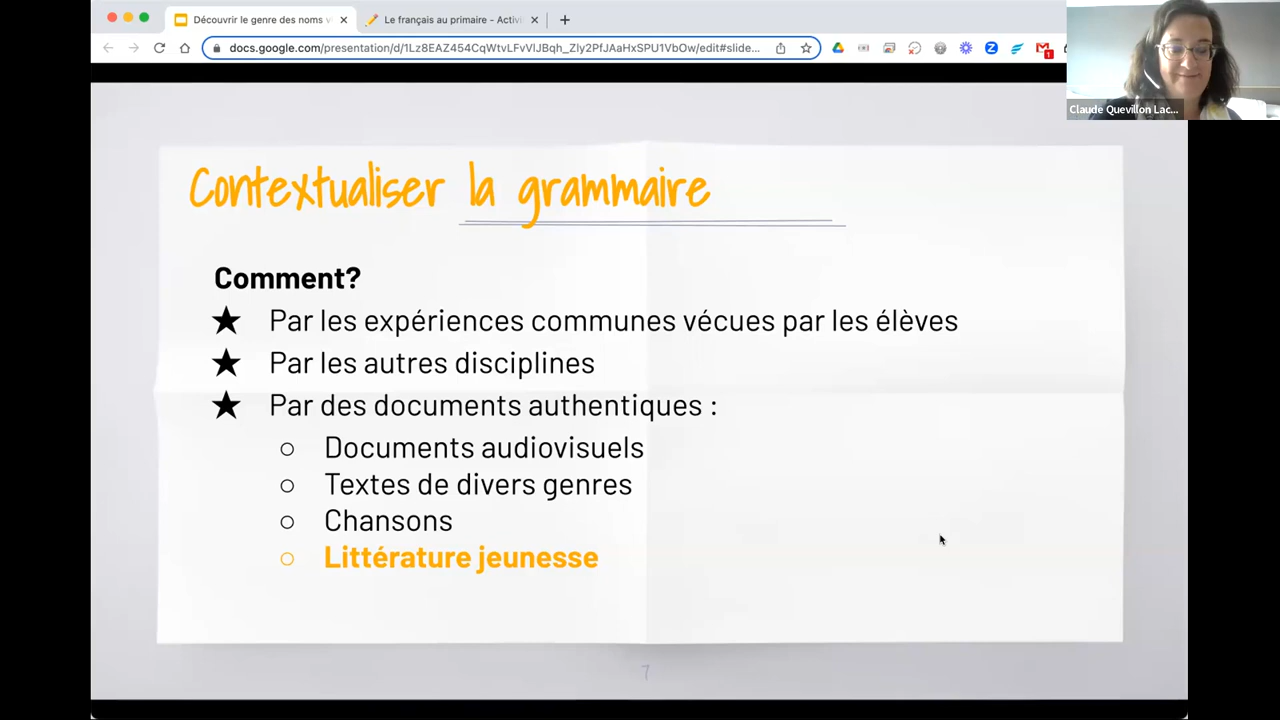 Découvrir le genre des noms
Le français au primaire - Activi
docs.google.com/presentation/d/1Lz8EAZ454CqWtvLFvVlJBqh_Zly2PfJAaHxSPU1VbOw/edit#slide...
Claude Quevillon Lac...
Contextualiser la grammaire
Comment?
★ Par les expériences communes vécues par les élèves
★ Par les autres disciplines
★ Par des documents authentiques :
○ Documents audiovisuels
○ Textes de divers genres
○ Chansons
○ Littérature jeunesse
7